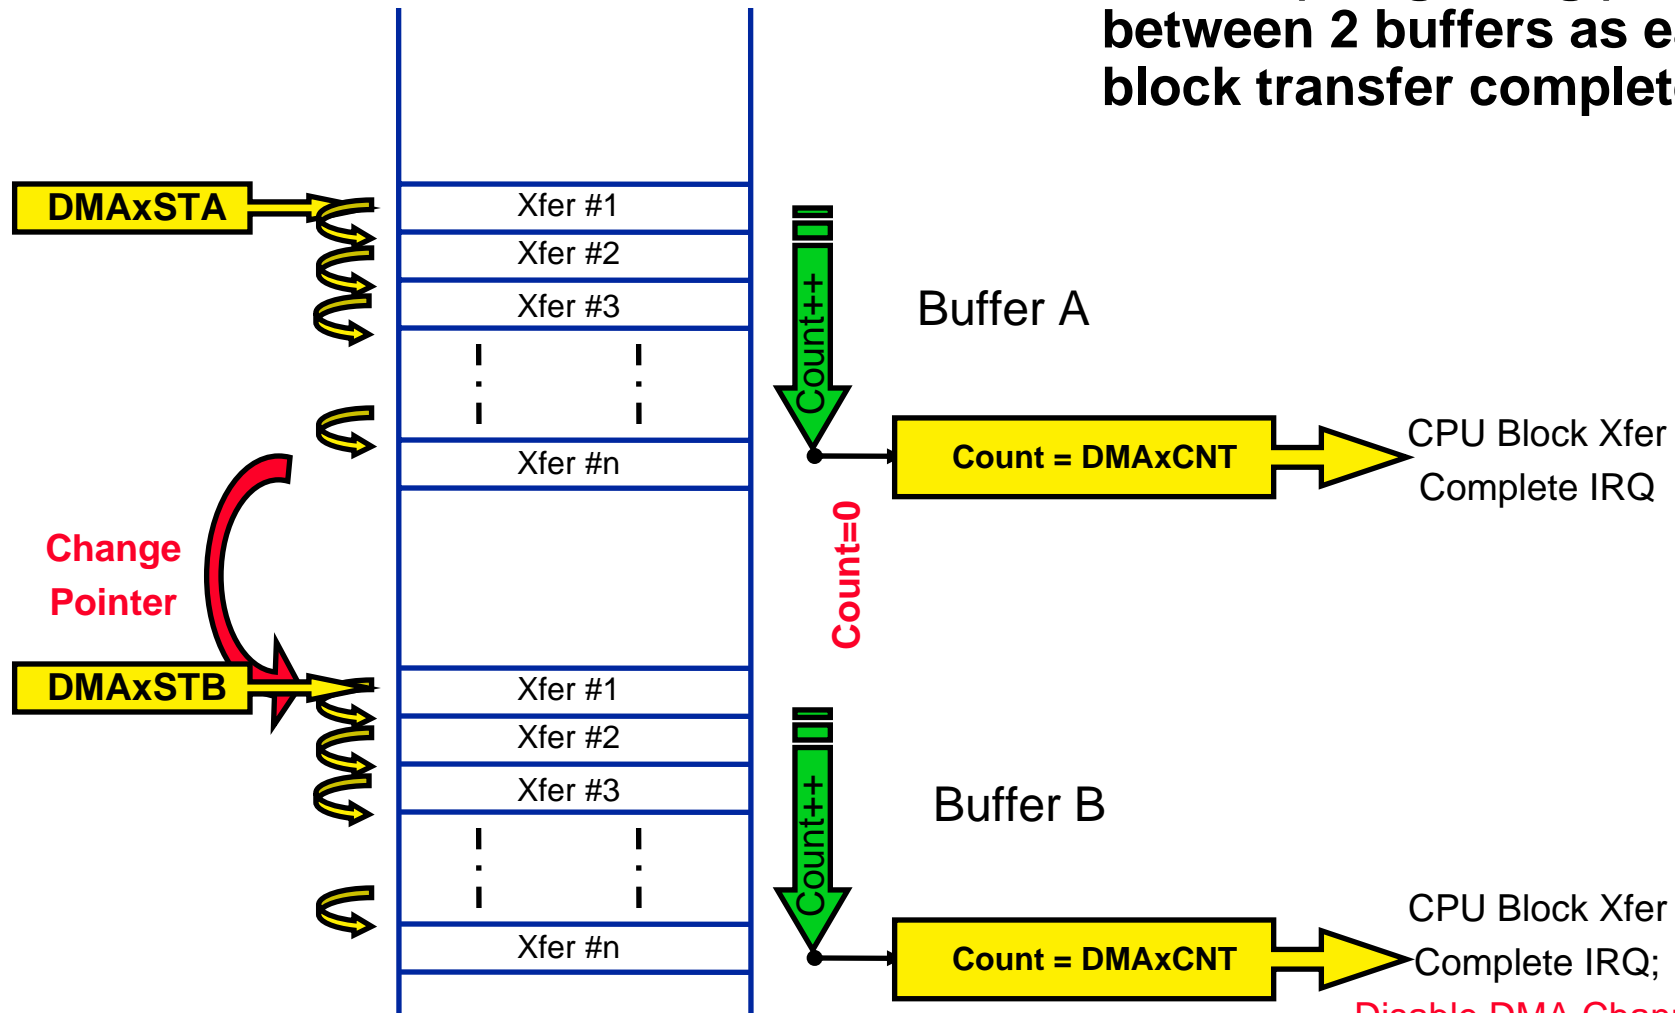 between 2 buffers as
block transfer
DMAxSTA
Xfer #1
Xfer #2
Xfer #3
Xfer #n
Count++
Buffer A
Count = DMAxCNT
CPU Block Xfer
Complete IRQ
Change
Pointer
Count=0
DMAxSTB
Xfer #1
Xfer #2
Xfer #3
Xfer #n
Count++
Buffer B
Count = DMAxCNT
CPU Block Xfer
Complete IRQ;
Disable DMA